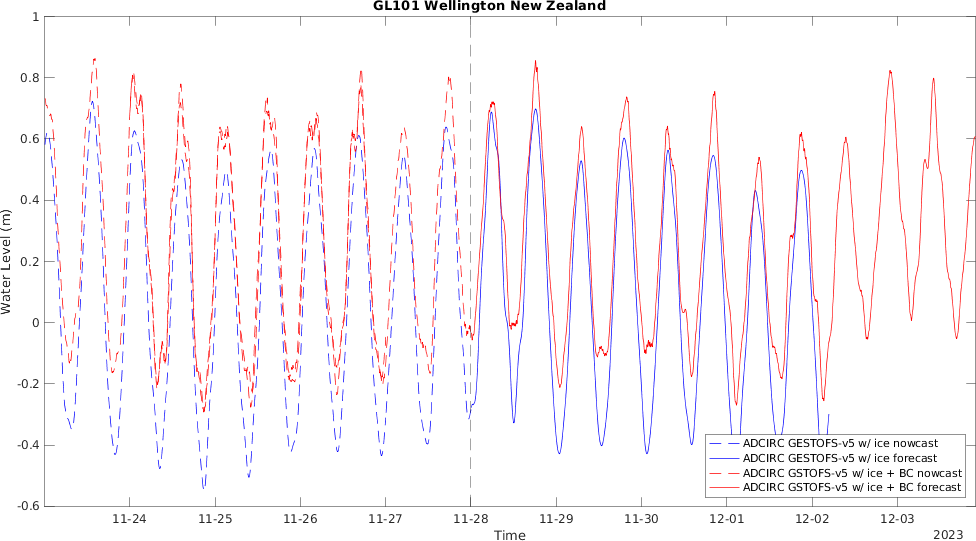 GL101 Wellington New Zealand
1
0.8
0.6
0.4
0.2
0
-0.2
-0.4
-0.6
Water Level (m)
ADCIRC GESTOFS-v5 w/ ice nowcast
ADCIRC GESTOFS-v5 w/ ice forecast
ADCIRC GSTOFS-v5 w/ ice + BC nowcast
ADCIRC GSTOFS-v5 w/ ice + BC forecast
11-24 11-25 11-26 11-27 11-28 11-29 11-30 12-01 12-02 12-03
Time
2023